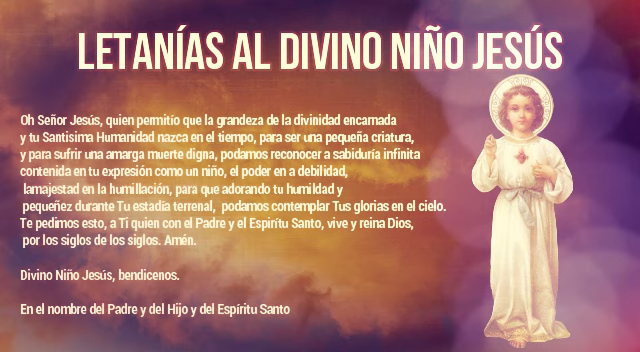 LETANÍAS AL DIVINO NIÑO JESÚS
Oh Señor Jesús, quien permitío que la grandeza de la divinidad encarnada
y tu Santisima Humanidad nazca en el tiempo, para ser una pequeña criatura,
y para sufrir una amarga muerte digna, podamos reconocer a sabiduría infinita
contenida en tu expresión como un niño, el poder en a debilidad,
lamajestad en la humillación, para que adorando tu humildad y
pequeñez durante Tu estadía terrenal, podamos contemplar Tus glorias en el cielo.
Te pedimos esto, a Ti quien con el Padre y el Espirítu Santo, vive y reina Dios,
por los siglos de los siglos. Amén.
Divino Niño Jesús, bendicenos.
En el nombre del Padre y del Hijo y del Espíritu Santo